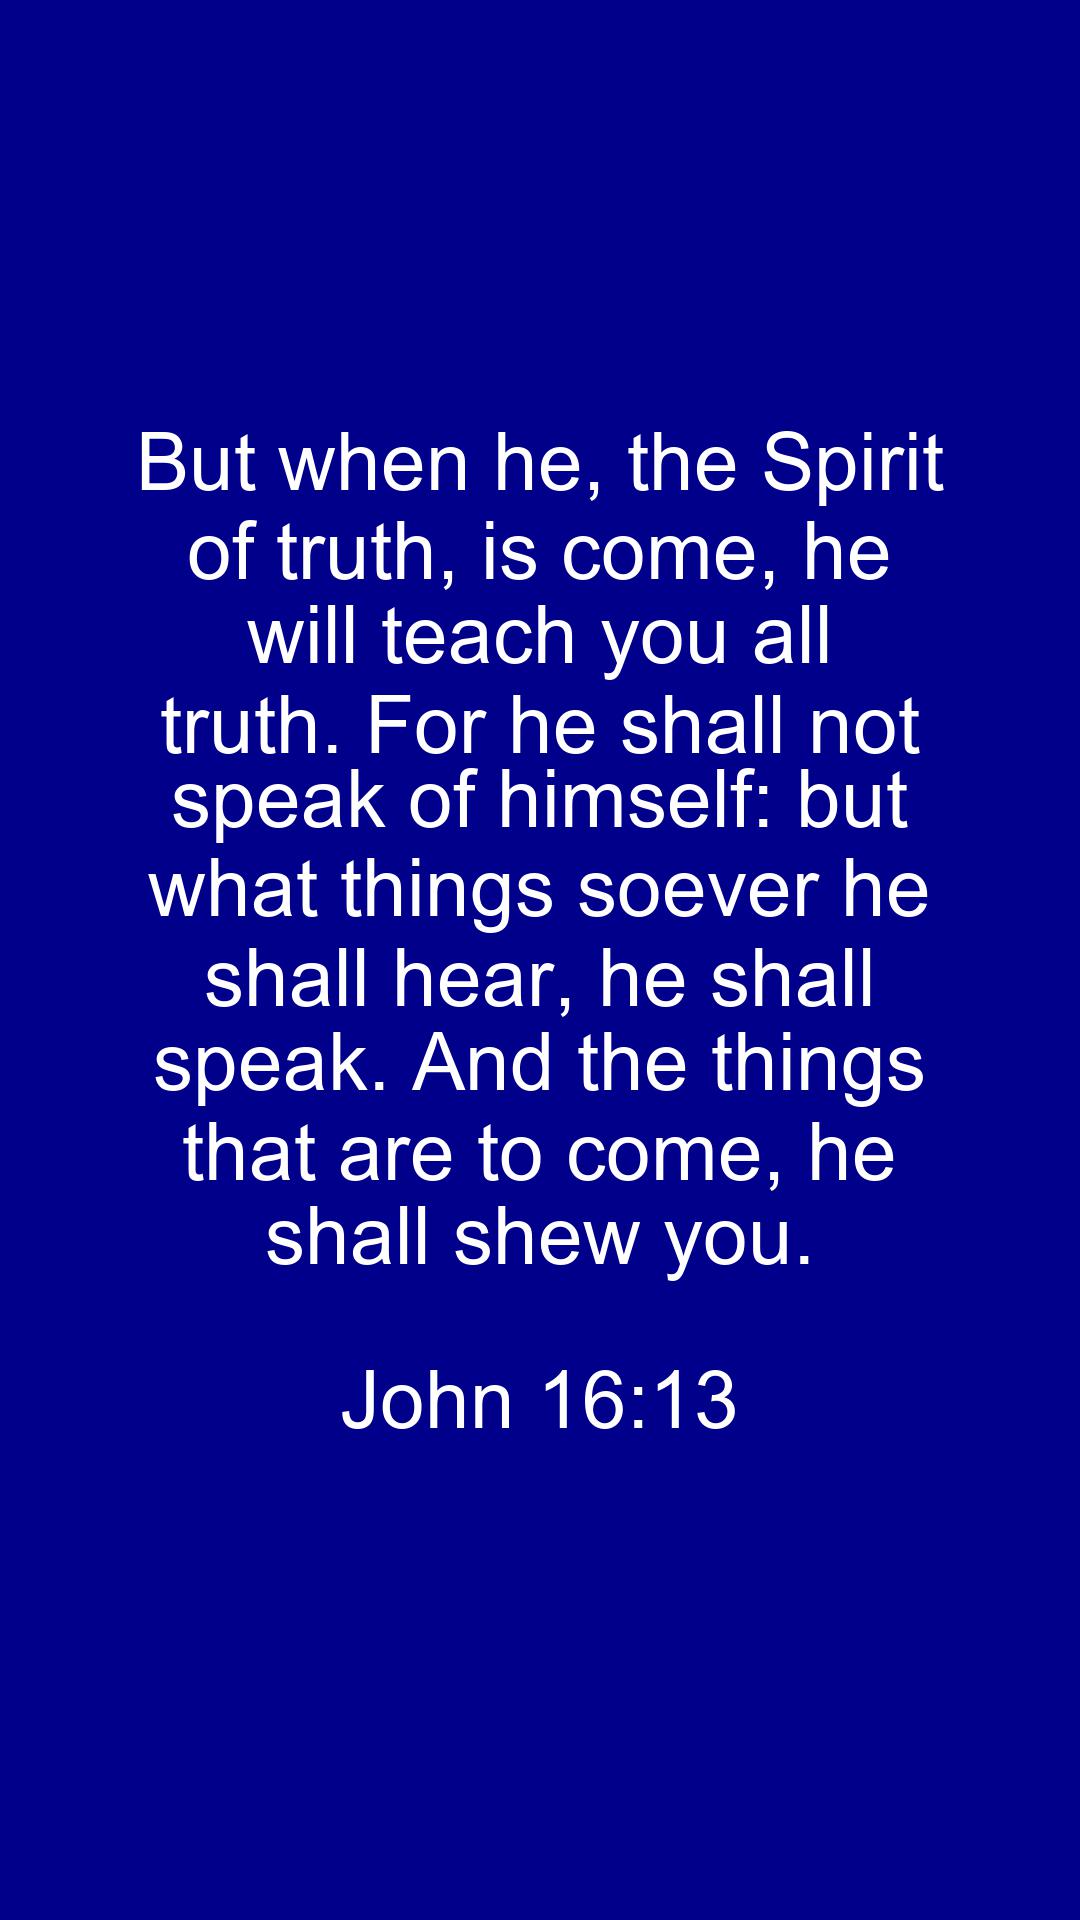 But when he, the Spirit
of truth, is come, he
will teach you all
truth. For he shall not
speak of himself: but
what things soever he
shall hear, he shall
speak. And the things
that are to come, he
shall shew you.
John 16:13